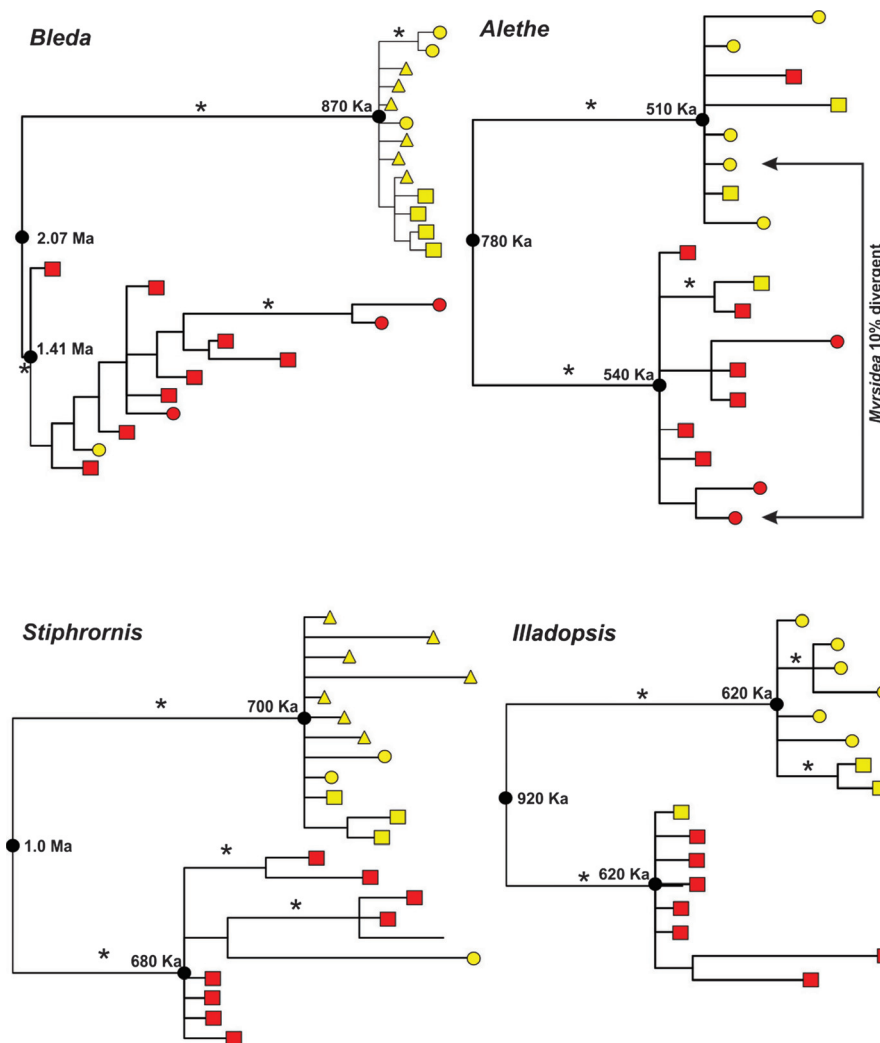 Bleda
*
870 Ka
*
2.07 Ma
*
1.41 Ma
*
Alethe
*
510 Ka
780 Ka
*
*
540 Ka
Myrsidea 10% divergent
Stiphrornis
*
700 Ka
1.0 Ma
*
*
*
680 Ka
Illadopsis
*
*
620 Ka
*
920 Ka
*
620 Ka